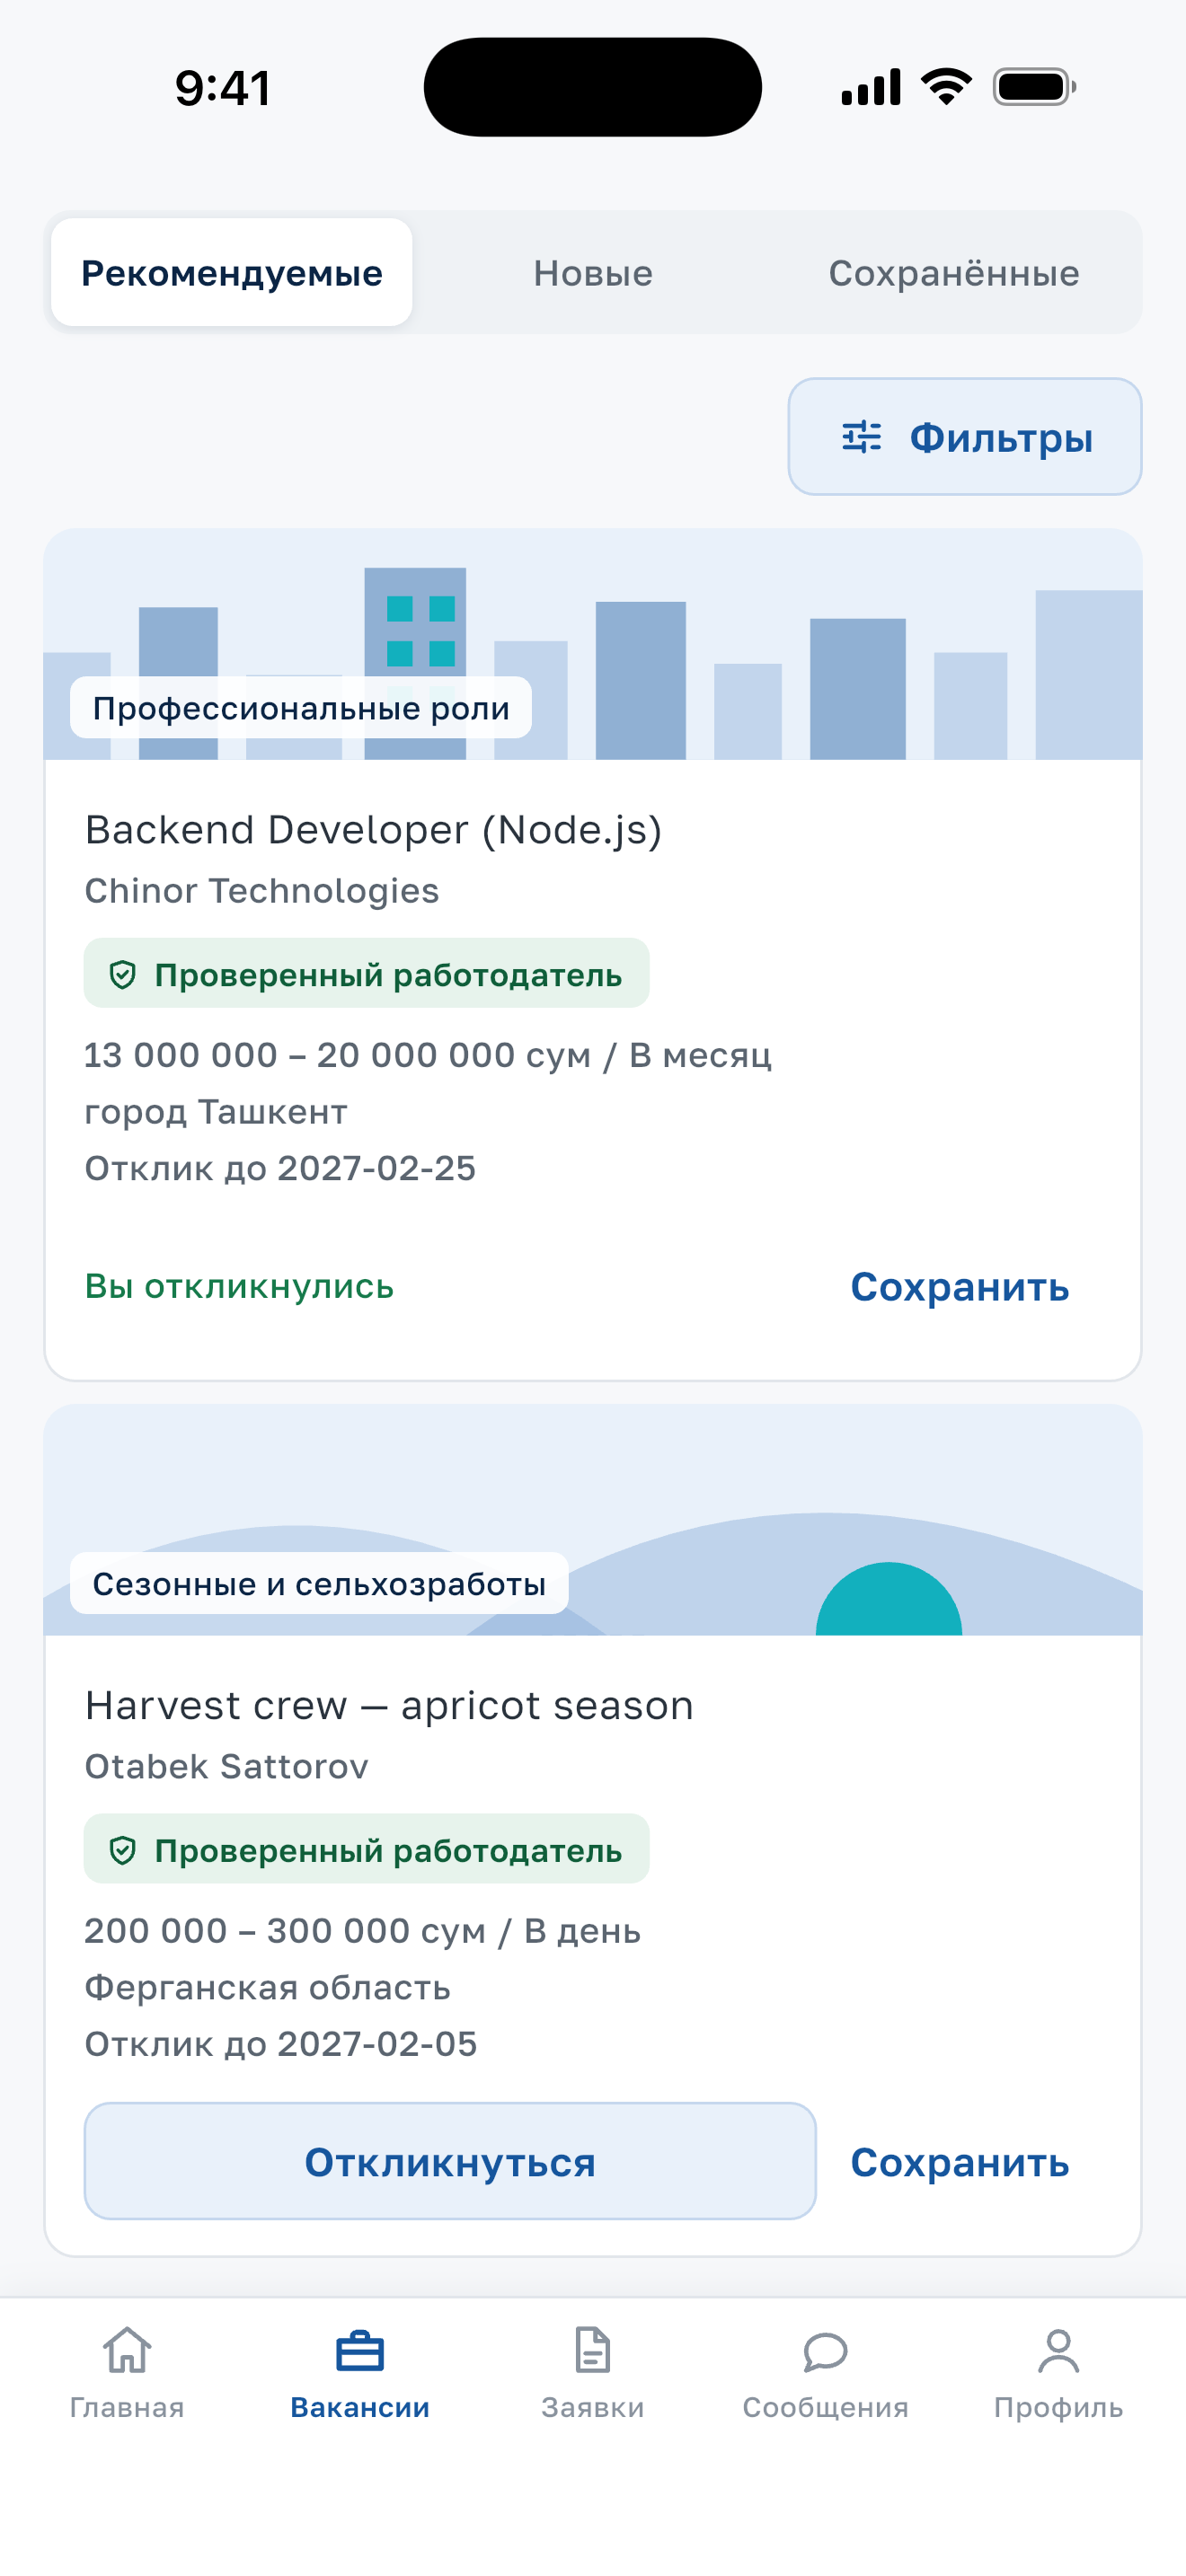 9:41
Рекомендуемые
Новые
Сохранённые
Фильтры
Профессиональные роли
Backend Developer (Node.js)
Chinor Technologies
Проверенный работодатель
13 000 000 – 20 000 000 сум / В месяц
город Ташкент
Отклик до 2027-02-25
Вы откликнулись
Сохранить
Сезонные и сельхозработы
Harvest crew — apricot season
Otabek Sattorov
Проверенный работодатель
200 000 – 300 000 сум / В день
Ферганская область
Отклик до 2027-02-05
Откликнуться
Сохранить
Главная
Вакансии
Заявки
Сообщения
Профиль